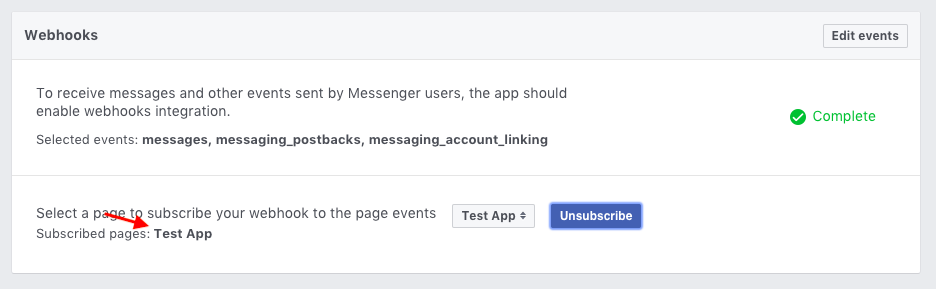 Webhooks
Edit events
To receive messages and other events sent by Messenger users, the app should
enable webhooks integration.
Complete
Selected events: messages, messaging_postbacks, messaging_account_linking
Select a page to subscribe your webhook to the page events
Test App
Unsubscribe
Subscribed pages: Test App